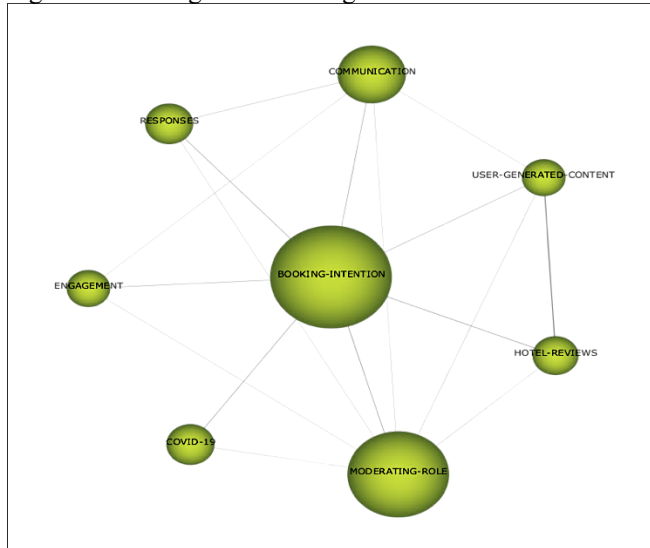 COMMUNICATION
RESPONSES
USER-GENERATED-CONTENT
BOOKING-INTENTION
ENGAGEMENT
HOTEL-REVIEWS
COVID-19
MODERATING-ROLE